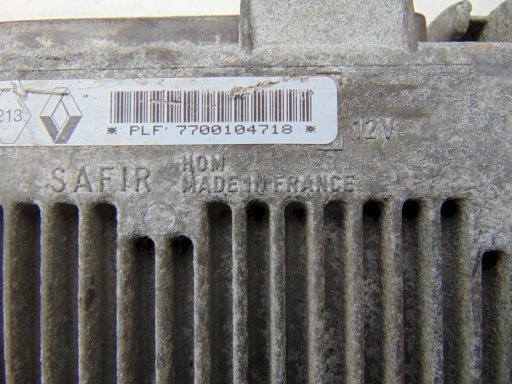 213
* PLF' 7700104718 *
12V
SAFIR
HOM
MADE IN FRANCE